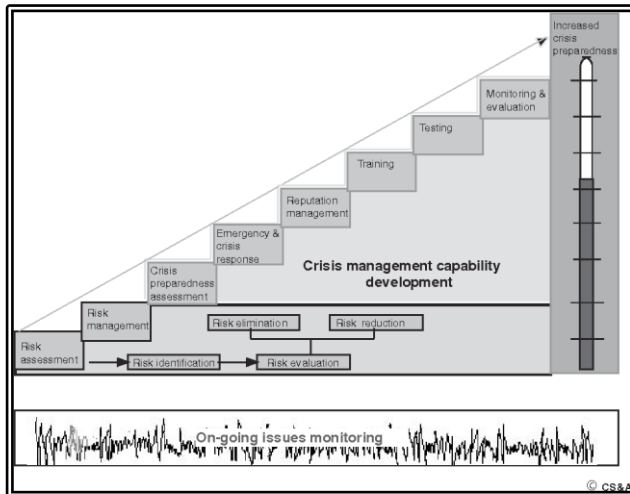 Increased
crisis
preparedness
Monitoring &
evaluation
Testing
Training
Reputation
management
Emergency &
crisis
response
Crisis management capability
development
Crisis
preparedness
assessment
Risk
management
Risk elimination
Risk reduction
Risk
assessment
Risk identification
Risk evaluation
On-going issues monitoring
© CS&A